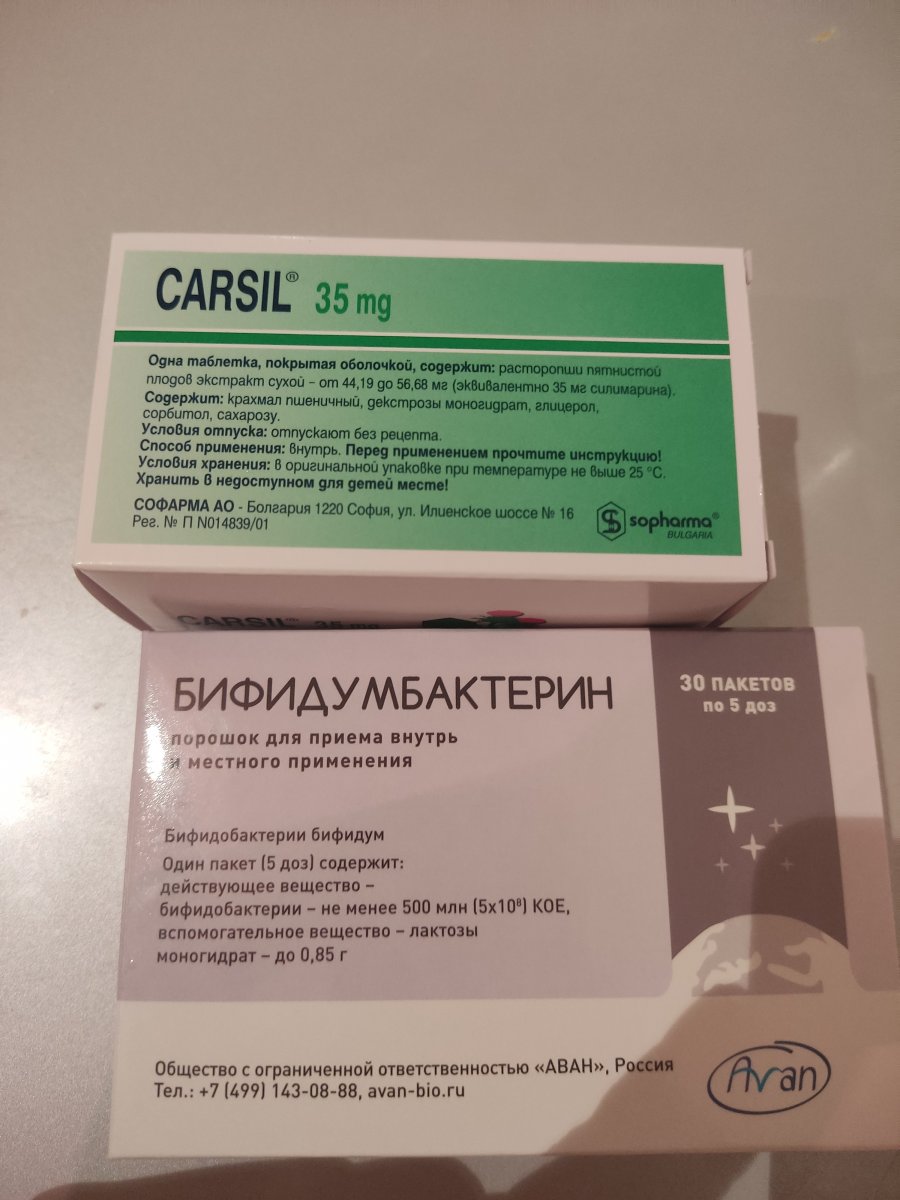 CARSIL® 35 mg
Одна таблетка, покрытая оболочкой, содержит: расторопши пятнистой
плодов экстракт сухой – от 44,19 до 56,68 мг (эквивалентно 35 мг силимарина).
Содержит: крахмал пшеничный, декстрозы моногидрат, глицерол,
сорбитол, сахарозу.
Условия отпуска: отпускают без рецепта.
Способ применения: внутрь. Перед применением прочтите инструкцию!
Условия хранения: в оригинальной упаковке при температуре не выше 25 °C.
Хранить в недоступном для детей месте!
СОФАРМА АО - Болгария 1220 София, ул. Илиенское шоссе № 16
Рег. № П N014839/01
sopharma®
BULGARIA
CARSIL® 35 mg
БИФИДУМБАКТЕРИН
порошок для приема внутрь
и местного применения
30 ПАКЕТОВ
по 5 доз
Бифидобактерии бифидум
Один пакет (5 доз) содержит:
действующее вещество –
бифидобактерии – не менее 500 млн (5х10⁸) КОЕ,
вспомогательное вещество – лактозы
моногидрат – до 0,85 г
Общество с ограниченной ответственностью «АВАН», Россия
Тел.: +7 (499) 143-08-88, avan-bio.ru
Avan